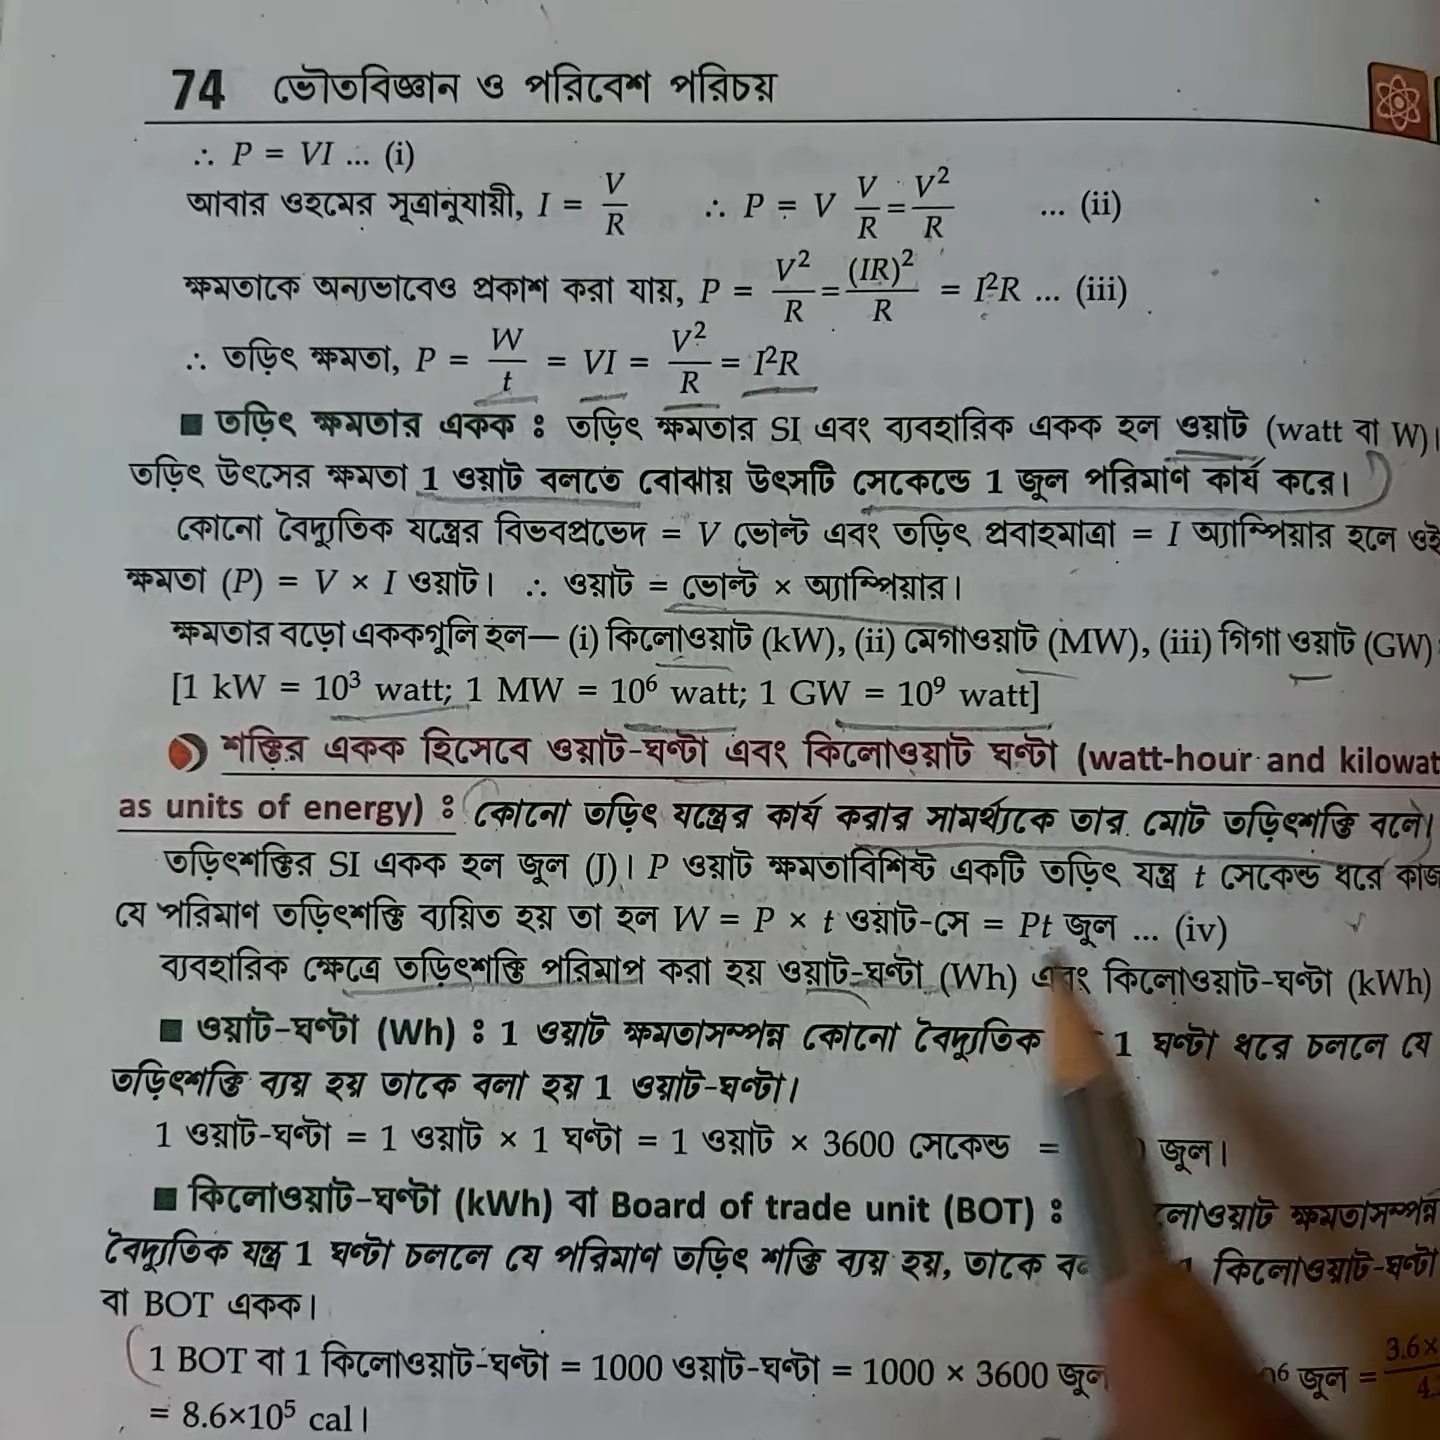 74 ভৌতবিজ্ঞান ও পরিবেশ পরিচয়
∴ P = VI ... (i)
আবার ওহমের সূত্রানুযায়ী, I = V/R ∴ P = V V/R = V²/R ... (ii)
ক্ষমতাকে অন্যভাবেও প্রকাশ করা যায়, P = V²/R = (IR)²/R = I²R ... (iii)
∴ তড়িৎ ক্ষমতা, P = W/t = VI = V²/R = I²R
■ তড়িৎ ক্ষমতার একক : তড়িৎ ক্ষমতার SI এবং ব্যবহারিক একক হল ওয়াট (watt বা W)।
তড়িৎ উৎসের ক্ষমতা 1 ওয়াট বলতে বোঝায় উৎসটি সেকেন্ডে 1 জুল পরিমাণ কার্য করে।
কোনো বৈদ্যুতিক যন্ত্রের বিভবপ্রভেদ = V ভোল্ট এবং তড়িৎ প্রবাহমাত্রা = I অ্যাম্পিয়ার হলে ওই
ক্ষমতা (P) = V × I ওয়াট। ∴ ওয়াট = ভোল্ট × অ্যাম্পিয়ার।
ক্ষমতার বড়ো এককগুলি হল— (i) কিলোওয়াট (kW), (ii) মেগাওয়াট (MW), (iii) গিগা ওয়াট (GW)
[1 kW = 10³ watt; 1 MW = 10⁶ watt; 1 GW = 10⁹ watt]
শক্তির একক হিসেবে ওয়াট-ঘণ্টা এবং কিলোওয়াট ঘণ্টা (watt-hour and kilowat
as units of energy) : কোনো তড়িৎ যন্ত্রের কার্য করার সামর্থ্যকে তার মোট তড়িৎশক্তি বলে।
তড়িৎশক্তির SI একক হল জুল (J)। P ওয়াট ক্ষমতাবিশিষ্ট একটি তড়িৎ যন্ত্র t সেকেন্ড ধরে কাজ
যে পরিমাণ তড়িৎশক্তি ব্যয়িত হয় তা হল W = P × t ওয়াট-সে = Pt জুল ... (iv)
ব্যবহারিক ক্ষেত্রে তড়িৎশক্তি পরিমাপ করা হয় ওয়াট-ঘণ্টা (Wh) এবং কিলোওয়াট-ঘণ্টা (kWh)
■ ওয়াট-ঘণ্টা (Wh) : 1 ওয়াট ক্ষমতাসম্পন্ন কোনো বৈদ্যুতিক 1 ঘণ্টা ধরে চললে যে
তড়িৎশক্তি ব্যয় হয় তাকে বলা হয় 1 ওয়াট-ঘণ্টা।
1 ওয়াট-ঘণ্টা = 1 ওয়াট × 1 ঘণ্টা = 1 ওয়াট × 3600 সেকেন্ড = জুল।
■ কিলোওয়াট-ঘণ্টা (kWh) বা Board of trade unit (BOT) : লোওয়াট ক্ষমতাসম্পন্ন
বৈদ্যুতিক যন্ত্র 1 ঘণ্টা চললে যে পরিমাণ তড়িৎ শক্তি ব্যয় হয়, তাকে 1 কিলোওয়াট-ঘণ্টা
বা BOT একক।
1 BOT বা 1 কিলোওয়াট-ঘণ্টা = 1000 ওয়াট-ঘণ্টা = 1000 × 3600 জুল ⁶ জুল = 3.6×/4.
= 8.6×10⁵ cal।